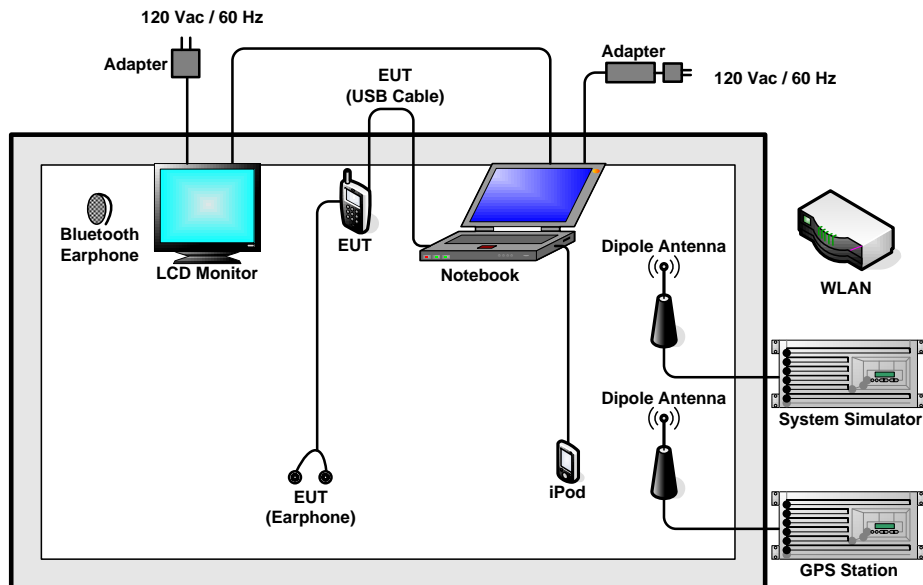 120 Vac / 60 Hz
Adapter
EUT
(USB Cable)
Adapter
120 Vac / 60 Hz
Bluetooth
Earphone
LCD Monitor
EUT
Notebook
Dipole Antenna
WLAN
System Simulator
Dipole Antenna
EUT
(Earphone)
iPod
GPS Station